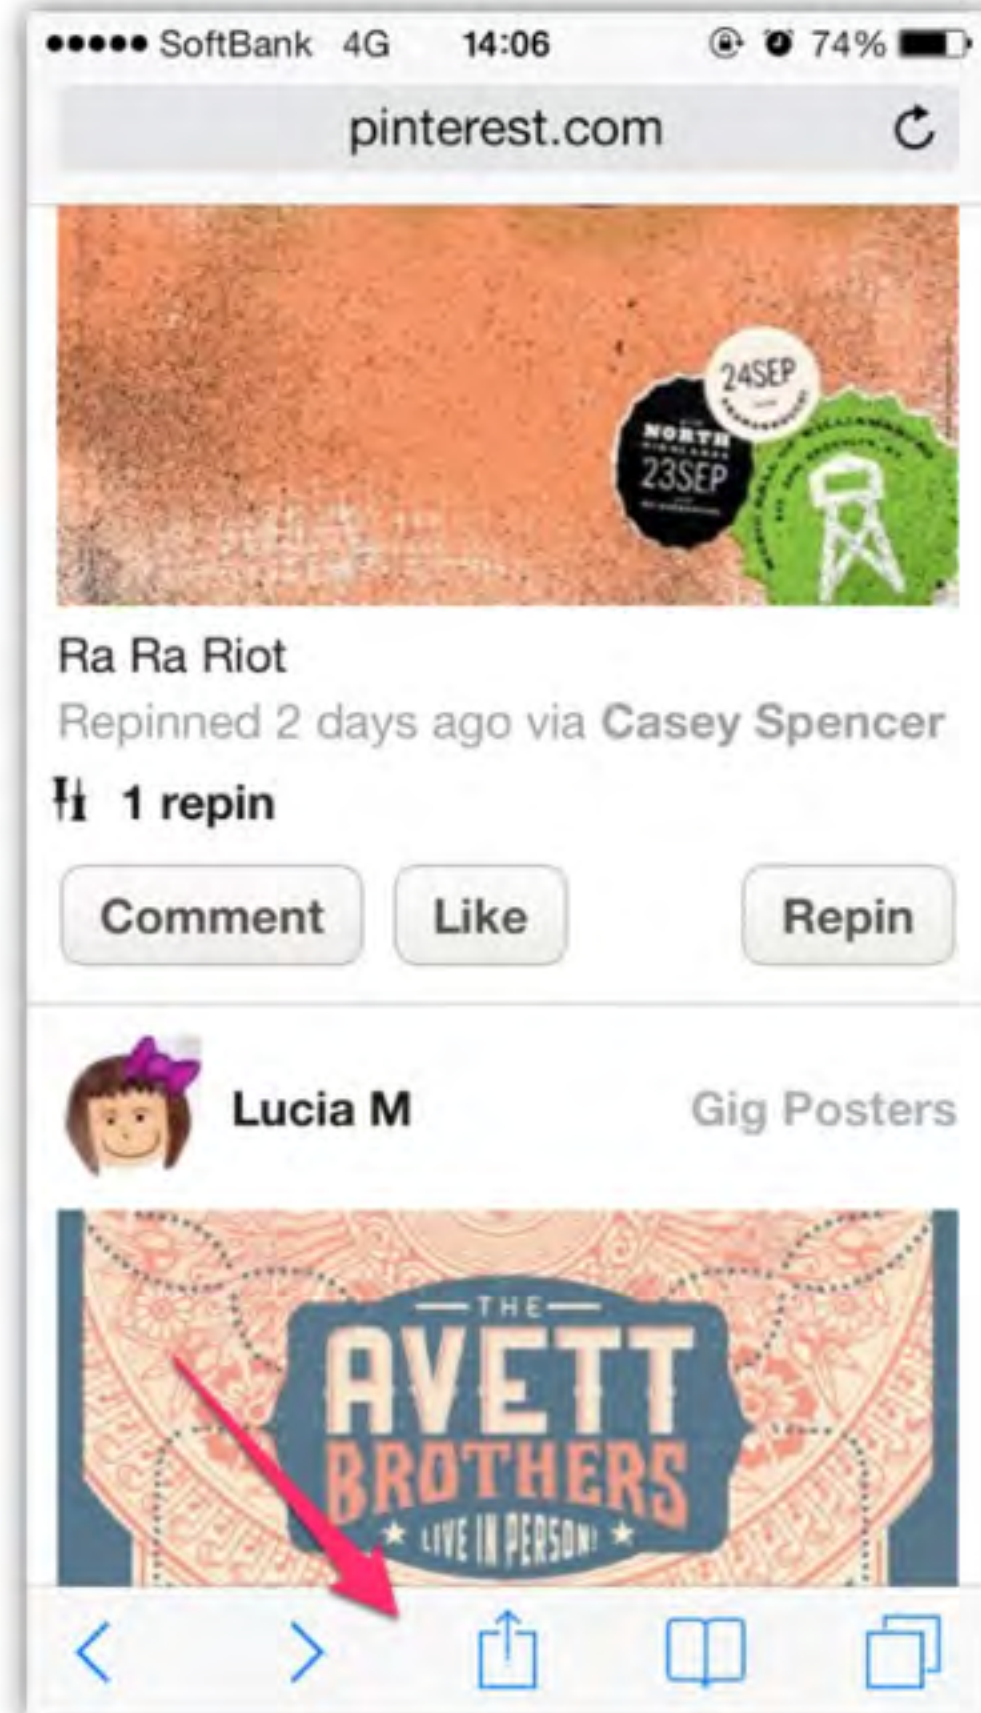 SoftBank 4G 14:06 74%
pinterest.com
24SEP
NORTH
23SEP
Ra Ra Riot
Repinned 2 days ago via Casey Spencer
1 repin
Comment Like Repin
Lucia M Gig Posters
THE
AVETT
BROTHERS
LIVE IN PERSON!